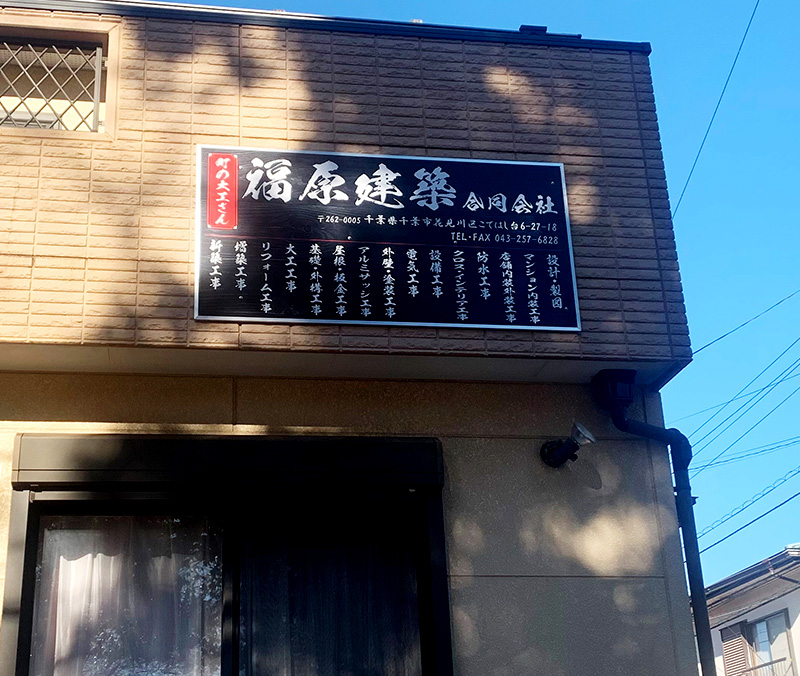 町の大工さん
福原建築 合同会社
〒262-0005 千葉県千葉市花見川区こてはし台6-27-18
TEL・FAX 043-257-6828
設計・製図
マンション内装工事
店舗内装外装工事
防水工事
クロス・インテリア工事
設備工事
電気工事
外壁・塗装工事
アルミサッシ工事
屋根・板金工事
基礎・外構工事
大工工事
リフォーム工事
増築工事
新築工事